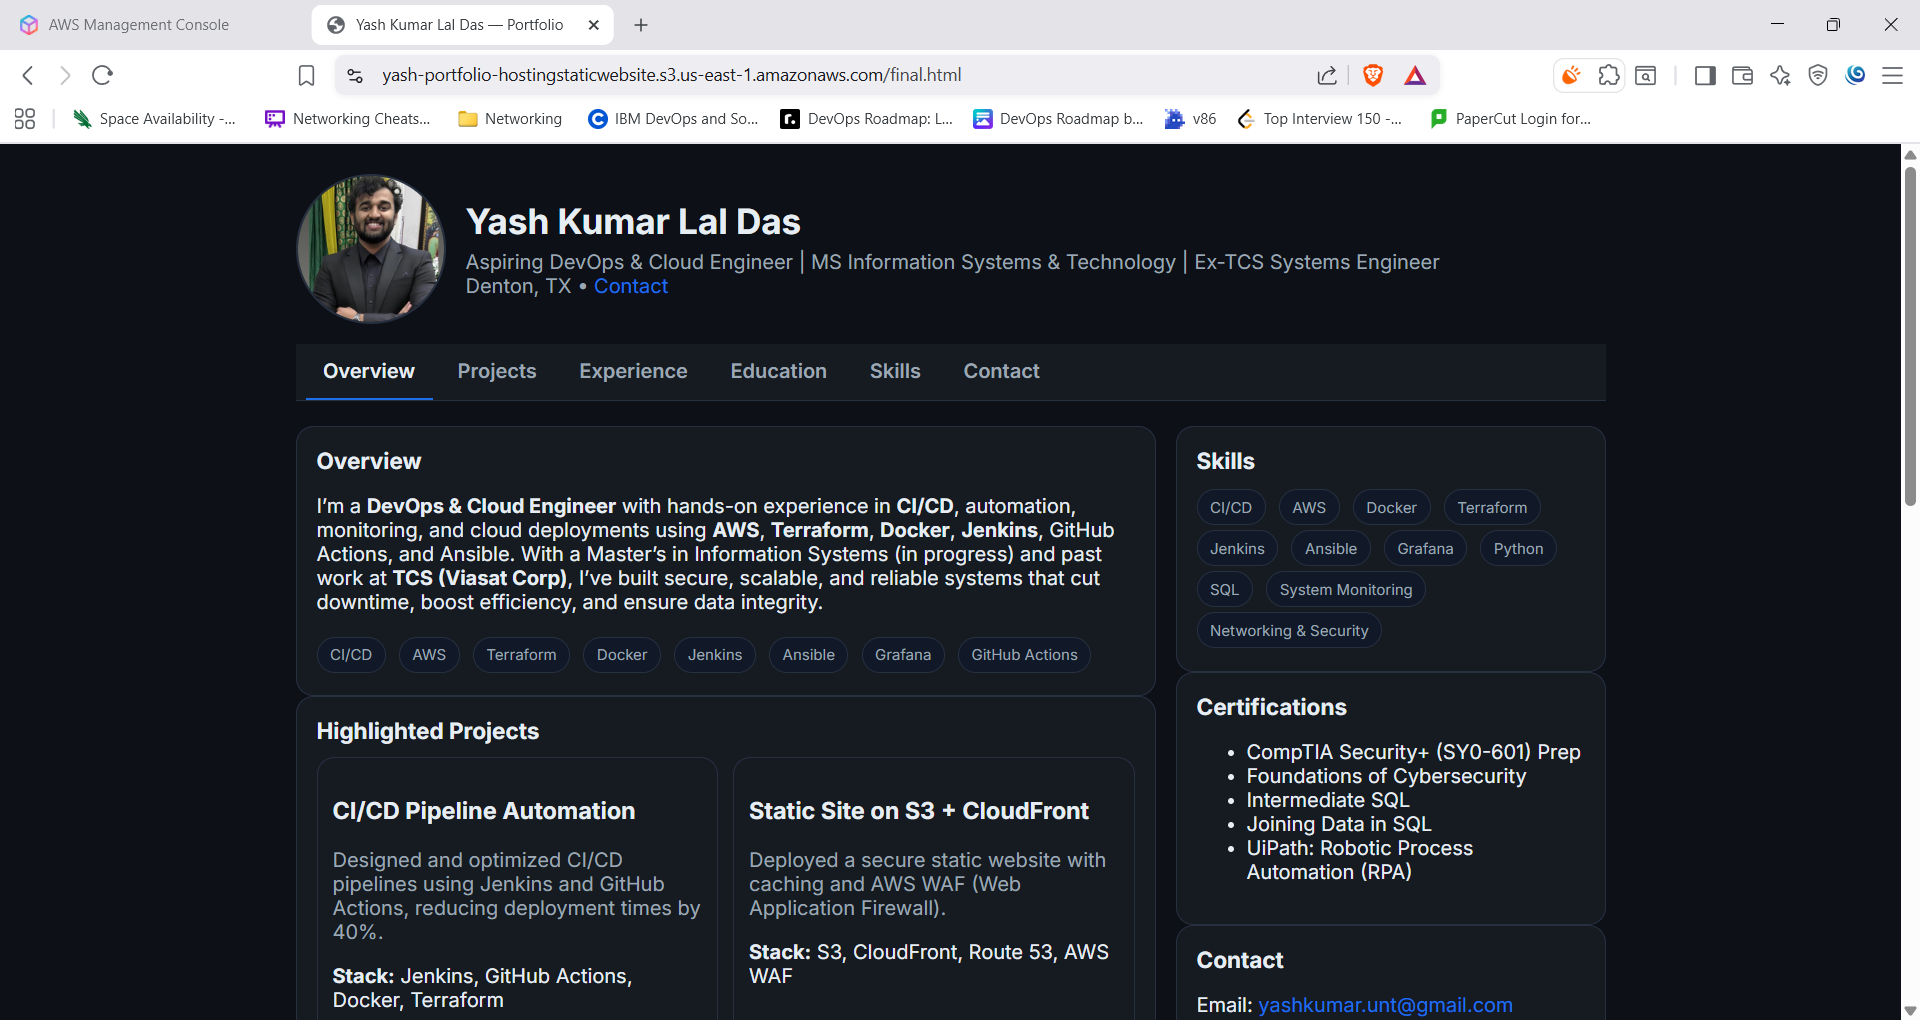 AWS Management Console
Yash Kumar Lal Das — Portfolio
yash-portfolio-hostingstaticwebsite.s3.us-east-1.amazonaws.com/final.html
Space Availability -...
Networking Cheats...
Networking
IBM DevOps and So...
DevOps Roadmap: L...
DevOps Roadmap b...
v86
Top Interview 150 -...
PaperCut Login for...
Yash Kumar Lal Das
Aspiring DevOps & Cloud Engineer | MS Information Systems & Technology | Ex-TCS Systems Engineer
Denton, TX • Contact
Overview
Projects
Experience
Education
Skills
Contact
Overview
I’m a DevOps & Cloud Engineer with hands-on experience in CI/CD, automation,
monitoring, and cloud deployments using AWS, Terraform, Docker, Jenkins, GitHub
Actions, and Ansible. With a Master’s in Information Systems (in progress) and past
work at TCS (Viasat Corp), I’ve built secure, scalable, and reliable systems that cut
downtime, boost efficiency, and ensure data integrity.
CI/CD
AWS
Terraform
Docker
Jenkins
Ansible
Grafana
GitHub Actions
Highlighted Projects
CI/CD Pipeline Automation
Designed and optimized CI/CD
pipelines using Jenkins and GitHub
Actions, reducing deployment times by
40%.
Stack: Jenkins, GitHub Actions,
Docker, Terraform
Static Site on S3 + CloudFront
Deployed a secure static website with
caching and AWS WAF (Web
Application Firewall).
Stack: S3, CloudFront, Route 53, AWS
WAF
Skills
CI/CD
AWS
Docker
Terraform
Jenkins
Ansible
Grafana
Python
SQL
System Monitoring
Networking & Security
Certifications
• CompTIA Security+ (SY0-601) Prep
• Foundations of Cybersecurity
• Intermediate SQL
• Joining Data in SQL
• UiPath: Robotic Process
Automation (RPA)
Contact
Email: yashkumar.unt@gmail.com